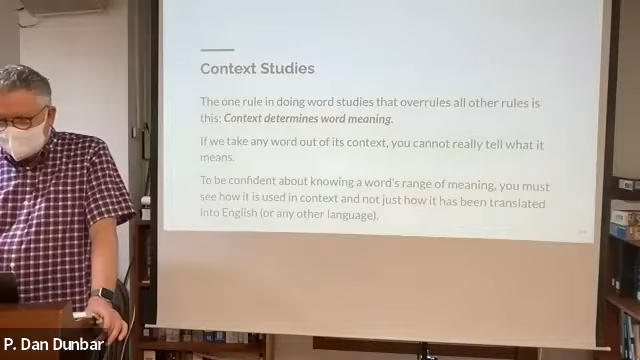 Context Studies
The one rule in doing word studies that overrules all other rules is
this: Context determines word meaning.
If we take any word out of its context, you cannot really tell what it
means.
To be confident about knowing a word's range of meaning, you must
see how it is used in context and not just how it has been translated
into English (or any other language).
P. Dan Dunbar